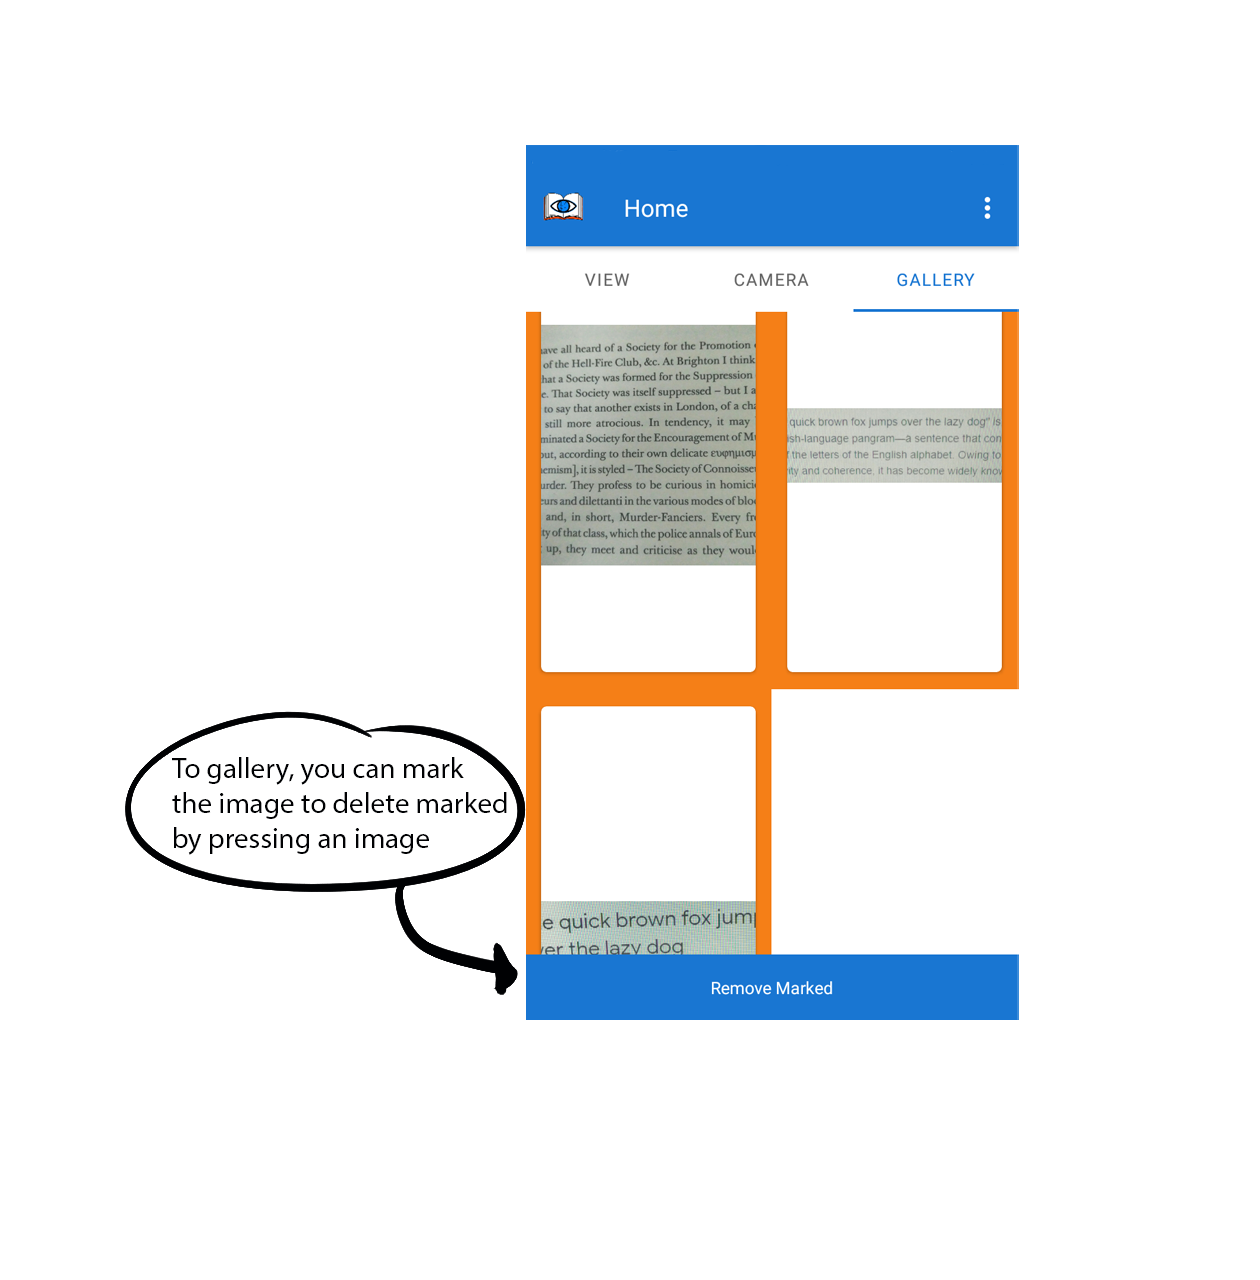 Home
VIEW CAMERA GALLERY
have all heard of a Society for the Promotion
of the Hell-Fire Club, &c. At Brighton I think
that a Society was formed for the Suppression
e. That Society was itself suppressed – but I a
to say that another exists in London, of a cha
still more atrocious. In tendency, it may
minated a Society for the Encouragement of Mu
out, according to their own delicate ευφημισμ
emism], it is styled – The Society of Connoisse
urder. They profess to be curious in homici
eurs and dilettanti in the various modes of bloo
and, in short, Murder-Fanciers. Every fr
ty of that class, which the police annals of Euro
up, they meet and criticise as they woul
quick brown fox jumps over the lazy dog" is
ish-language pangram—a sentence that con
f the letters of the English alphabet. Owing to
ity and coherence, it has become widely know
To gallery, you can mark
the image to delete marked
by pressing an image
e quick brown fox jump
ver the lazy dog
Remove Marked